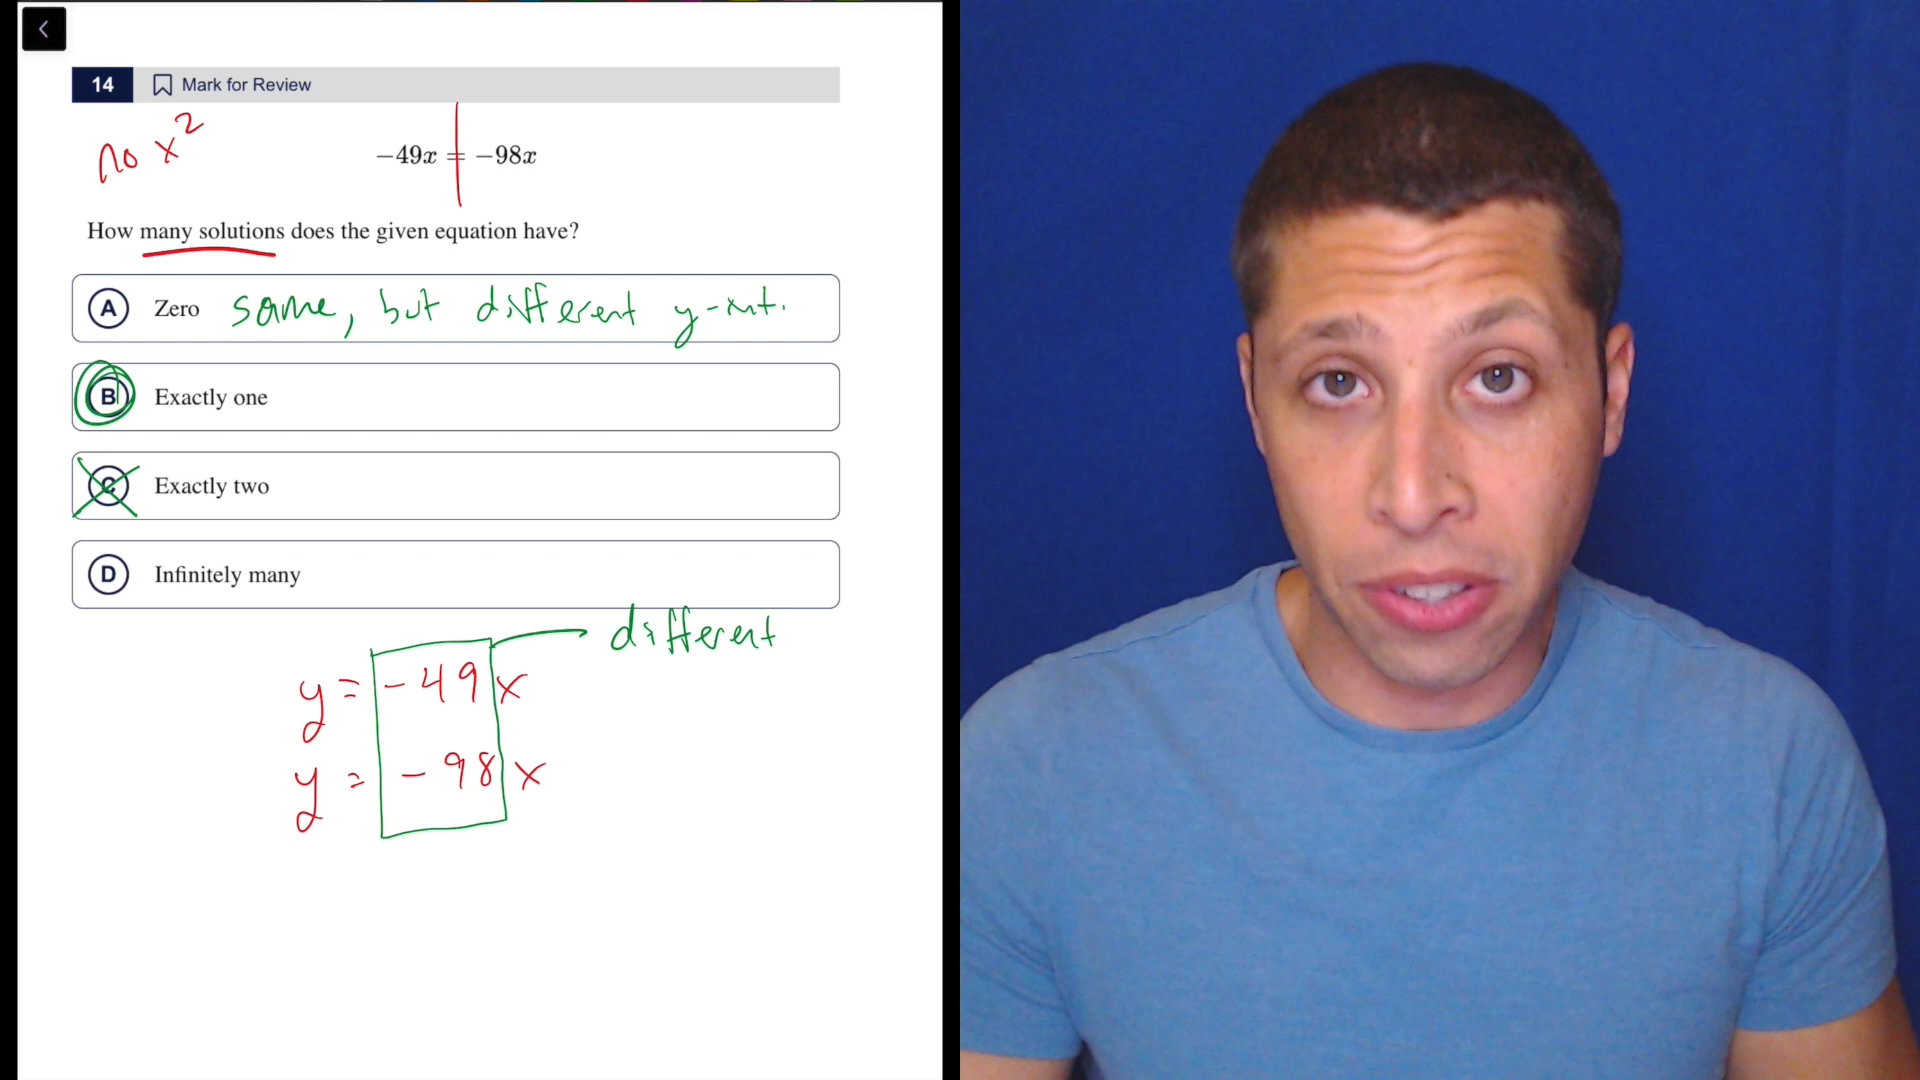 14 Mark for Review
no x²
−49x = −98x
How many solutions does the given equation have?
A Zero same, but different y-int.
B Exactly one
C Exactly two
D Infinitely many
different
y = -49x
y = -98x